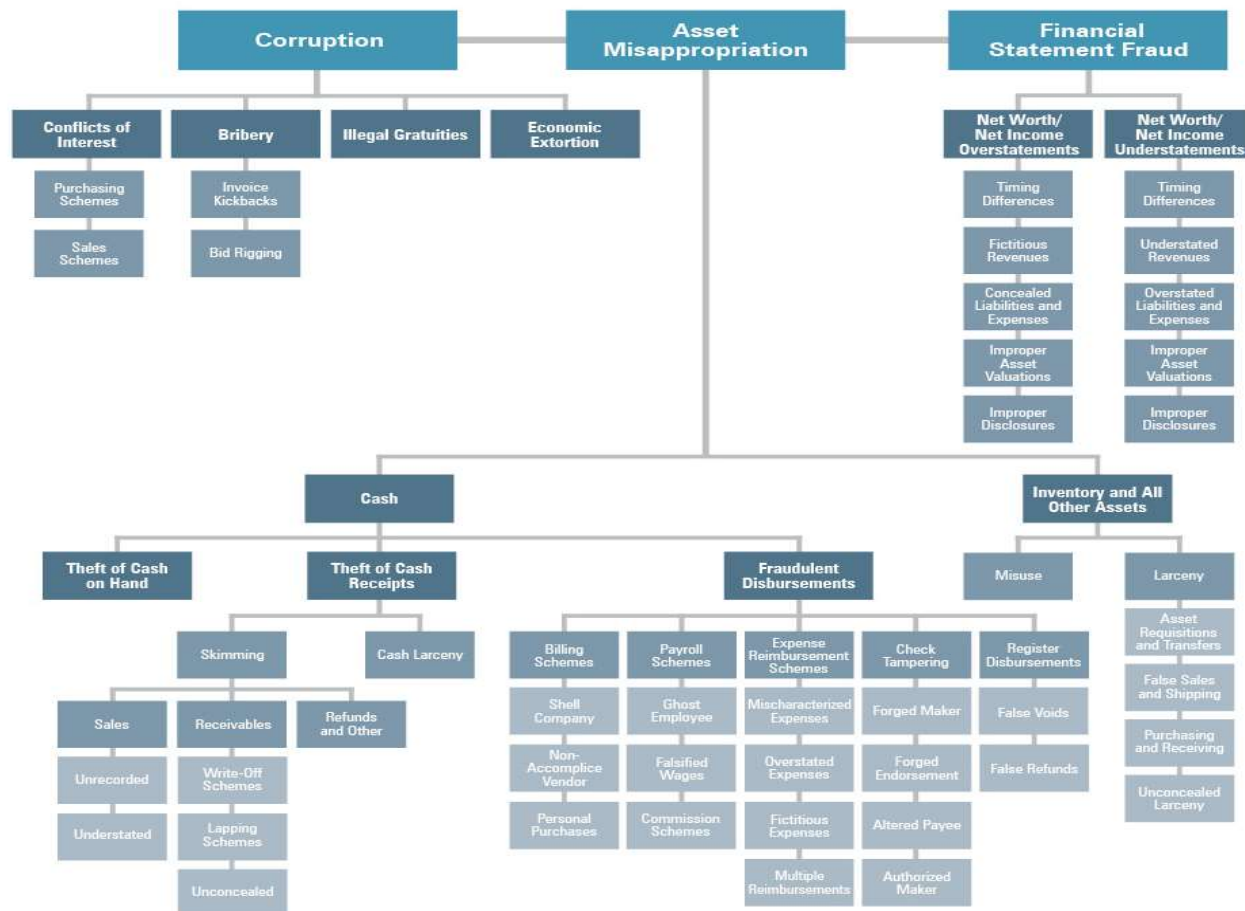 Corruption
Asset
Misappropriation
Financial
Statement Fraud
Conflicts of
Interest
Bribery
Illegal Gratuities
Economic
Extortion
Net Worth/
Net Income
Overstatements
Net Worth/
Net Income
Understatements
Purchasing
Schemes
Sales
Schemes
Invoice
Kickbacks
Bid Rigging
Timing
Differences
Fictitious
Revenues
Concealed
Liabilities and
Expenses
Improper
Asset
Valuations
Improper
Disclosures
Timing
Differences
Understated
Revenues
Overstated
Liabilities and
Expenses
Improper
Asset
Valuations
Improper
Disclosures
Cash
Inventory and All
Other Assets
Theft of Cash
on Hand
Theft of Cash
Receipts
Fraudulent
Disbursements
Misuse
Larceny
Asset
Requisitions
and Transfers
False Sales
and Shipping
Purchasing
and Receiving
Unconcealed
Larceny
Skimming
Cash Larceny
Sales
Unrecorded
Understated
Receivables
Write-Off
Schemes
Lapping
Schemes
Unconcealed
Refunds
and Other
Billing
Schemes
Shell
Company
Non-
Accomplice
Vendor
Personal
Purchases
Payroll
Schemes
Ghost
Employee
Falsified
Wages
Commission
Schemes
Expense
Reimbursement
Schemes
Mischaracterized
Expenses
Overstated
Expenses
Fictitious
Expenses
Multiple
Reimbursements
Check
Tampering
Forged Maker
Forged
Endorsement
Altered Payee
Authorized
Maker
Register
Disbursements
False Voids
False Refunds